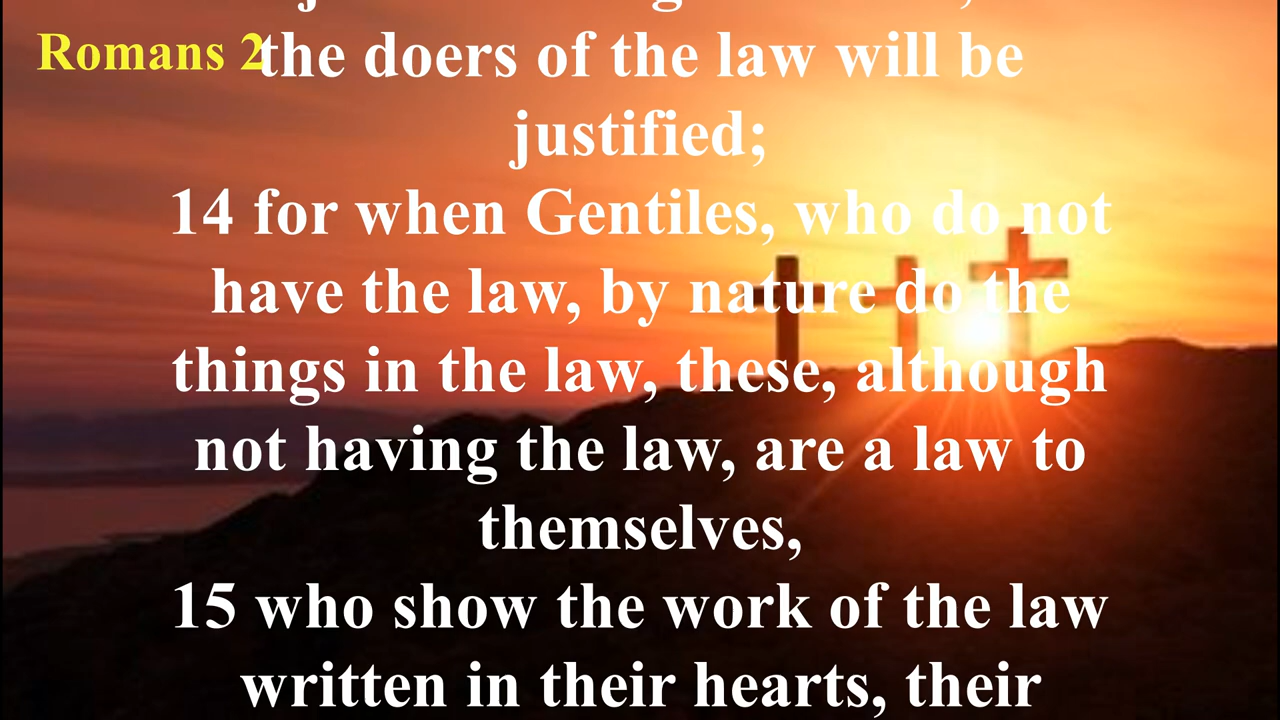 Romans 2
the doers of the law will be
justified;
14 for when Gentiles, who do not
have the law, by nature do the
things in the law, these, although
not having the law, are a law to
themselves,
15 who show the work of the law
written in their hearts, their